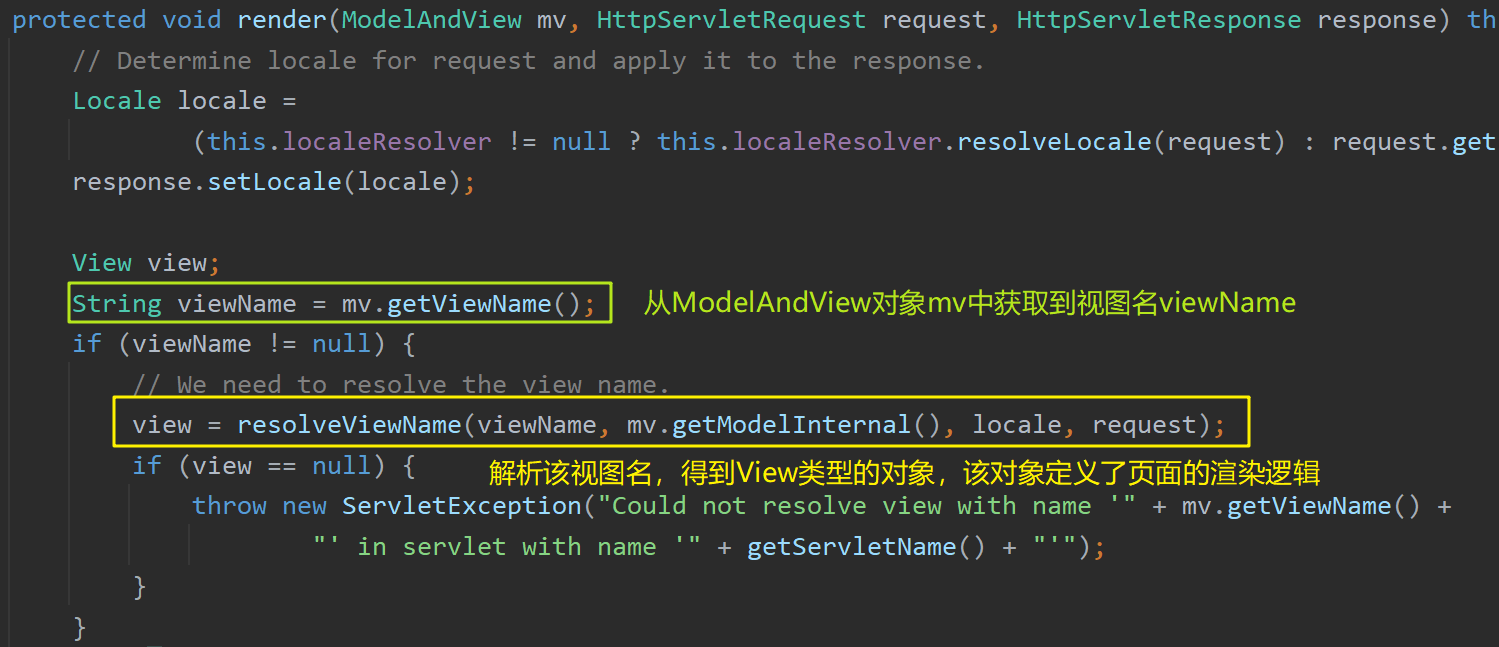 protected void render(ModelAndView mv, HttpServletRequest request, HttpServletResponse response) th
// Determine locale for request and apply it to the response.
Locale locale =
(this.localeResolver != null ? this.localeResolver.resolveLocale(request) : request.get
response.setLocale(locale);
View view;
String viewName = mv.getViewName(); 从ModelAndView对象mv中获取到视图名viewName
if (viewName != null) {
// We need to resolve the view name.
view = resolveViewName(viewName, mv.getModelInternal(), locale, request);
if (view == null) { 解析该视图名，得到View类型的对象，该对象定义了页面的渲染逻辑
throw new ServletException("Could not resolve view with name '" + mv.getViewName() +
"' in servlet with name '" + getServletName() + "'");
}
}